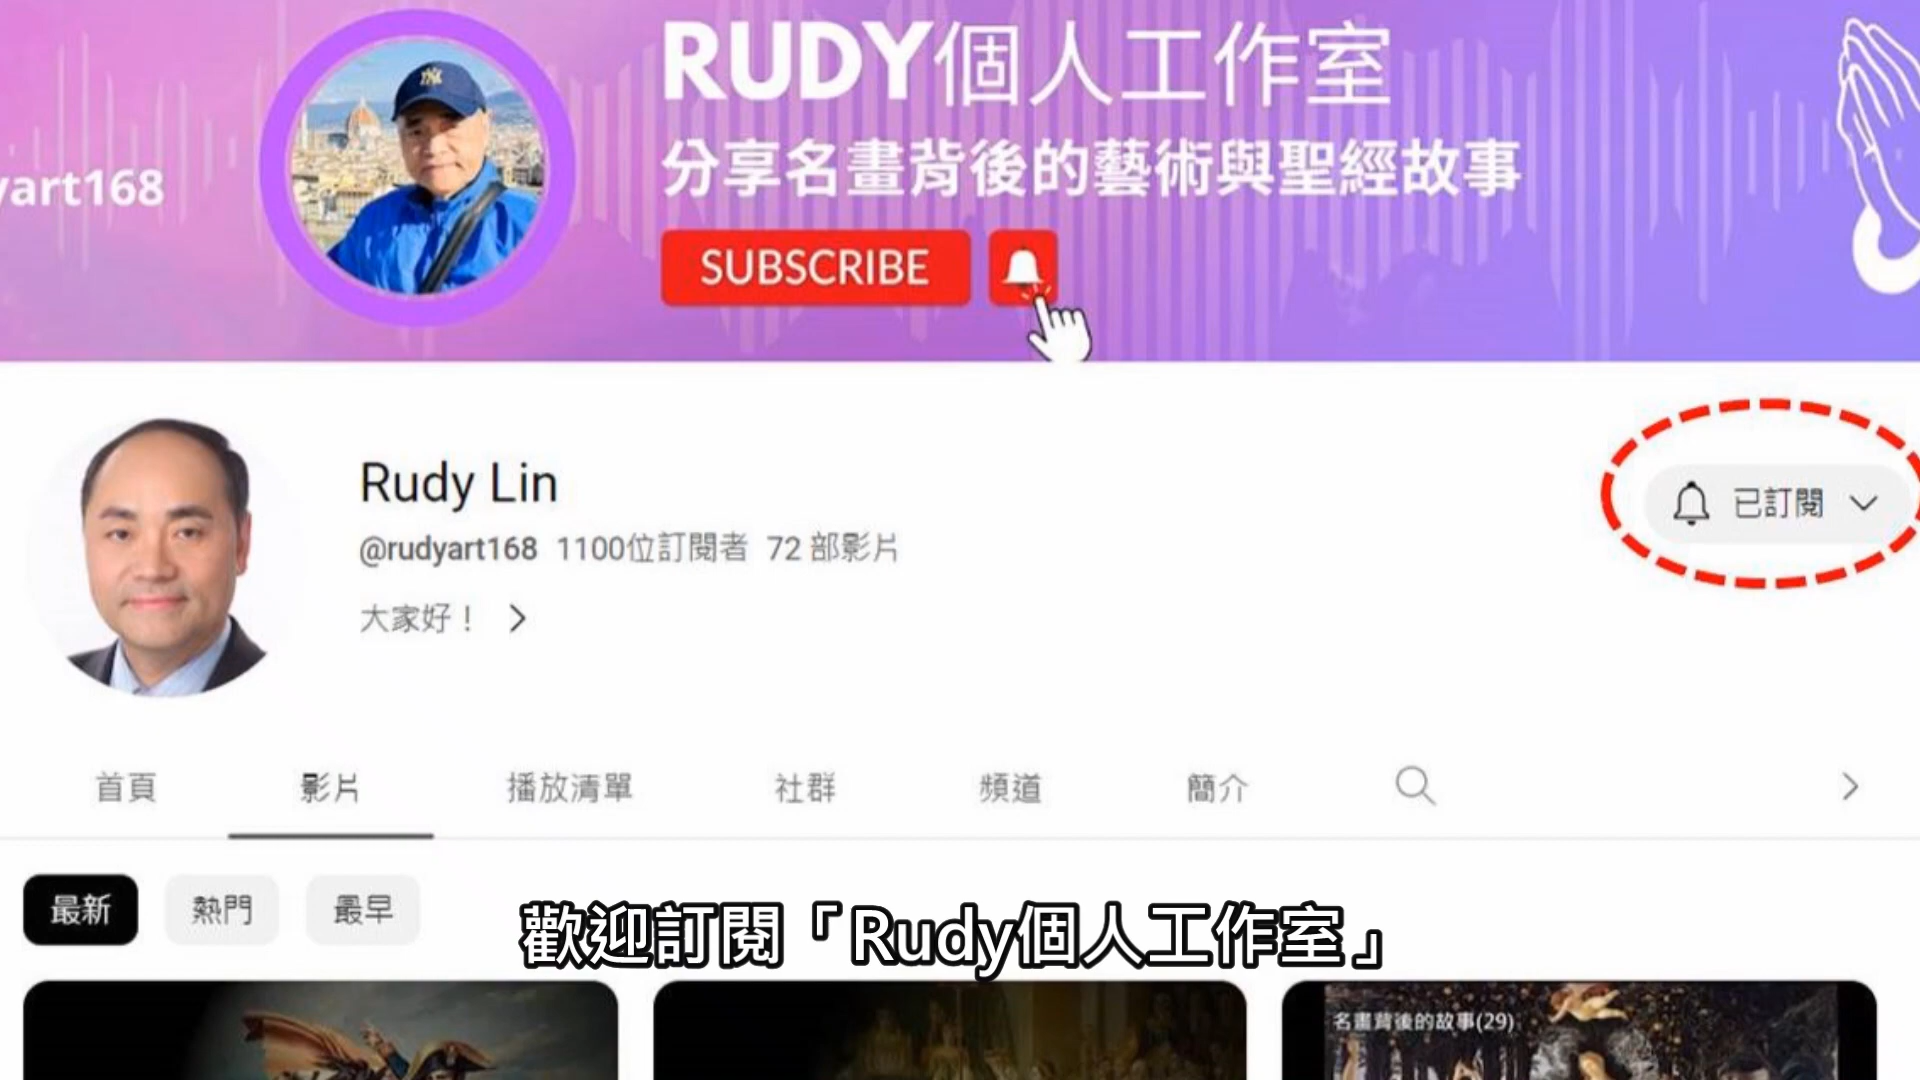 RUDY個人工作室
分享名畫背後的藝術與聖經故事
yart168
SUBSCRIBE
Rudy Lin
@rudyart168 1100位訂閱者 72 部影片
已訂閱
大家好！
首頁 影片 播放清單 社群 頻道 簡介
最新 熱門 最早
歡迎訂閱「Rudy個人工作室」
名畫背後的故事(29)